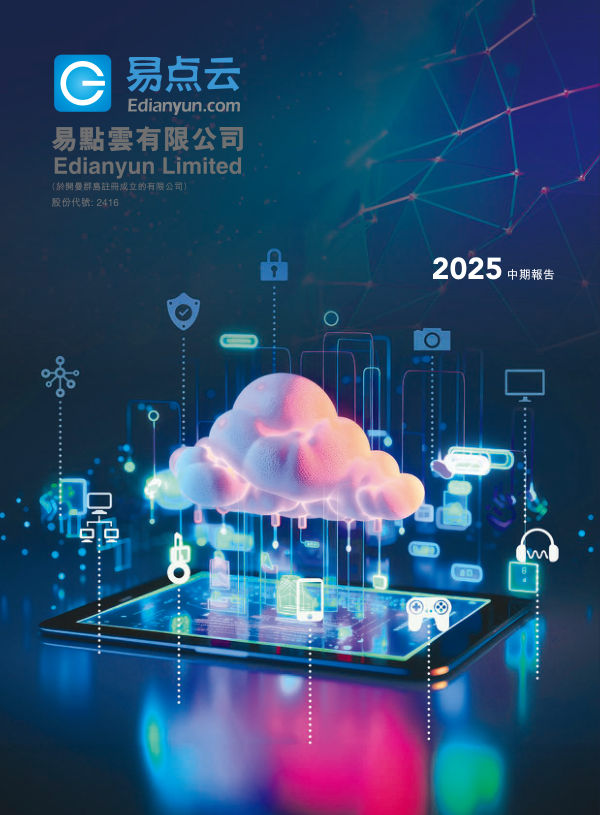 易点云
Edianyun.com
易點雲有限公司
Edianyun Limited
（於開曼群島註冊成立的有限公司）
股份代號: 2416
2025 中期報告